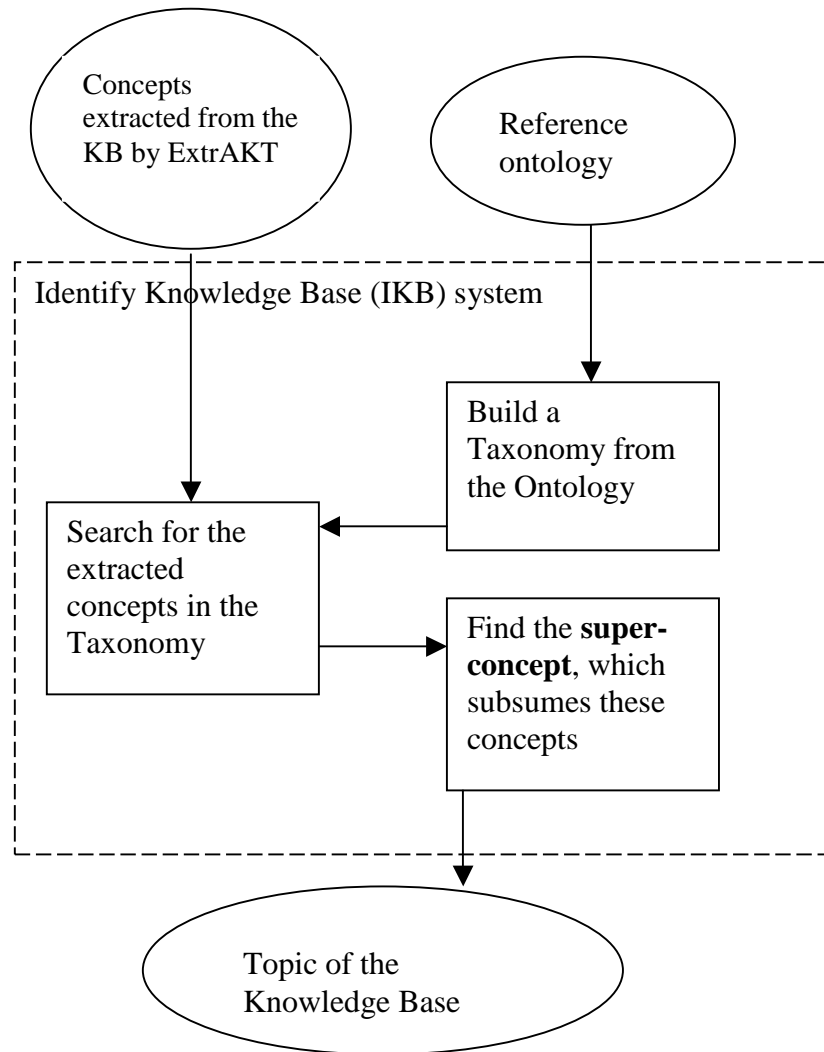 Concepts
extracted from the
KB by ExtrAKT
Reference
ontology
Identify Knowledge Base (IKB) system
Build a
Taxonomy from
the Ontology
Search for the
extracted
concepts in the
Taxonomy
Find the super-
concept, which
subsumes these
concepts
Topic of the
Knowledge Base